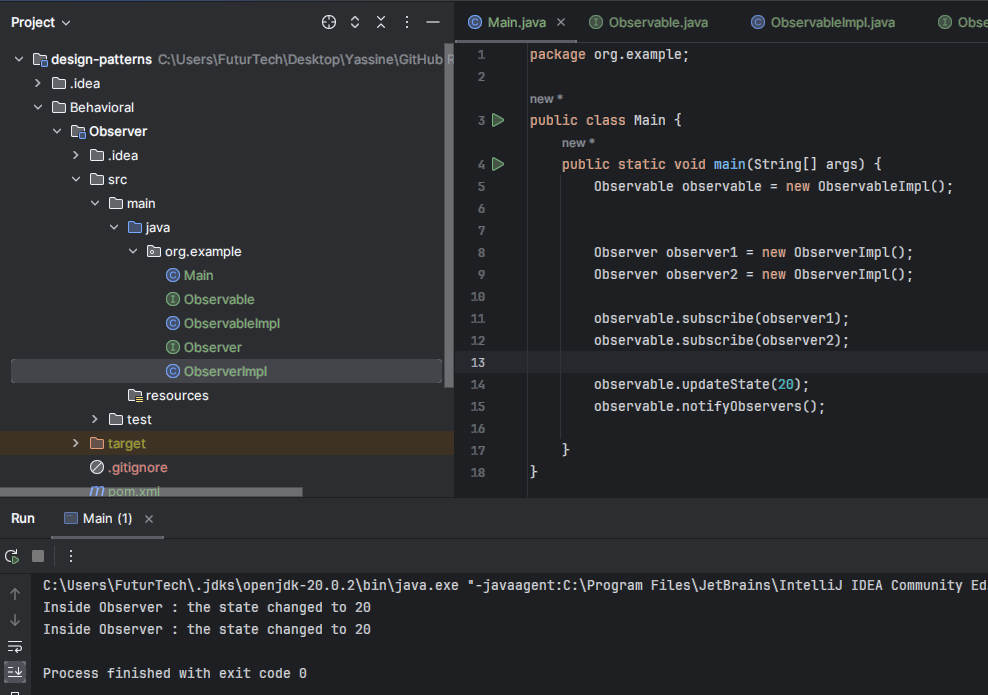 Project
design-patterns C:\Users\FuturTech\Desktop\Yassine\GitHub
.idea
Behavioral
Observer
.idea
src
main
java
org.example
Main
Observable
ObservableImpl
Observer
ObserverImpl
resources
test
target
.gitignore
pom.xml
Main.java
Observable.java
ObservableImpl.java
1 package org.example;
2
new *
3 public class Main {
new *
4 public static void main(String[] args) {
5 Observable observable = new ObservableImpl();
6
7
8 Observer observer1 = new ObserverImpl();
9 Observer observer2 = new ObserverImpl();
10
11 observable.subscribe(observer1);
12 observable.subscribe(observer2);
13
14 observable.updateState(20);
15 observable.notifyObservers();
16
17 }
18 }
Run Main (1)
C:\Users\FuturTech\.jdks\openjdk-20.0.2\bin\java.exe "-javaagent:C:\Program Files\JetBrains\IntelliJ IDEA Community Ed
Inside Observer : the state changed to 20
Inside Observer : the state changed to 20
Process finished with exit code 0